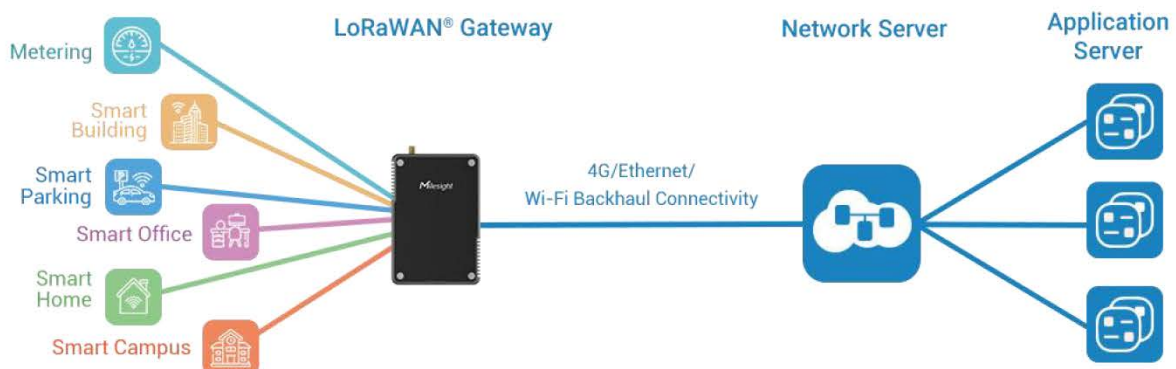 LoRaWAN® Gateway
Network Server
Application
Server
Metering
Smart
Building
Smart
Parking
Smart Office
Smart
Home
Smart Campus
Milesight
4G/Ethernet/
Wi-Fi Backhaul Connectivity